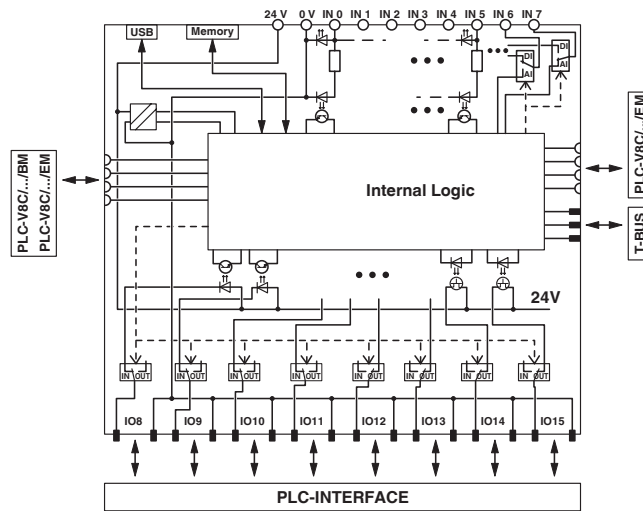 24 V 0 V IN 0 IN 1 IN 2 IN 3 IN 4 IN 5 IN 6 IN 7
USB Memory
DI DI
AI AI
PLC-V8C/.../BM
PLC-V8C/.../EM
Internal Logic
PLC-V8C/.../EM
T-BUS
24V
IN OUT IN OUT IN OUT IN OUT IN OUT IN OUT IN OUT IN OUT
IO8 IO9 IO10 IO11 IO12 IO13 IO14 IO15
PLC-INTERFACE